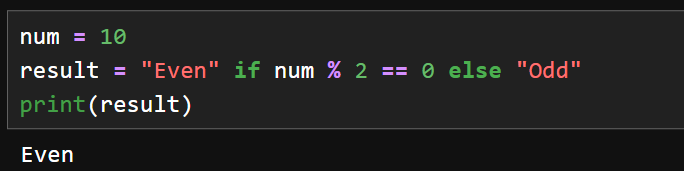 num = 10
result = "Even" if num % 2 == 0 else "Odd"
print(result)
Even